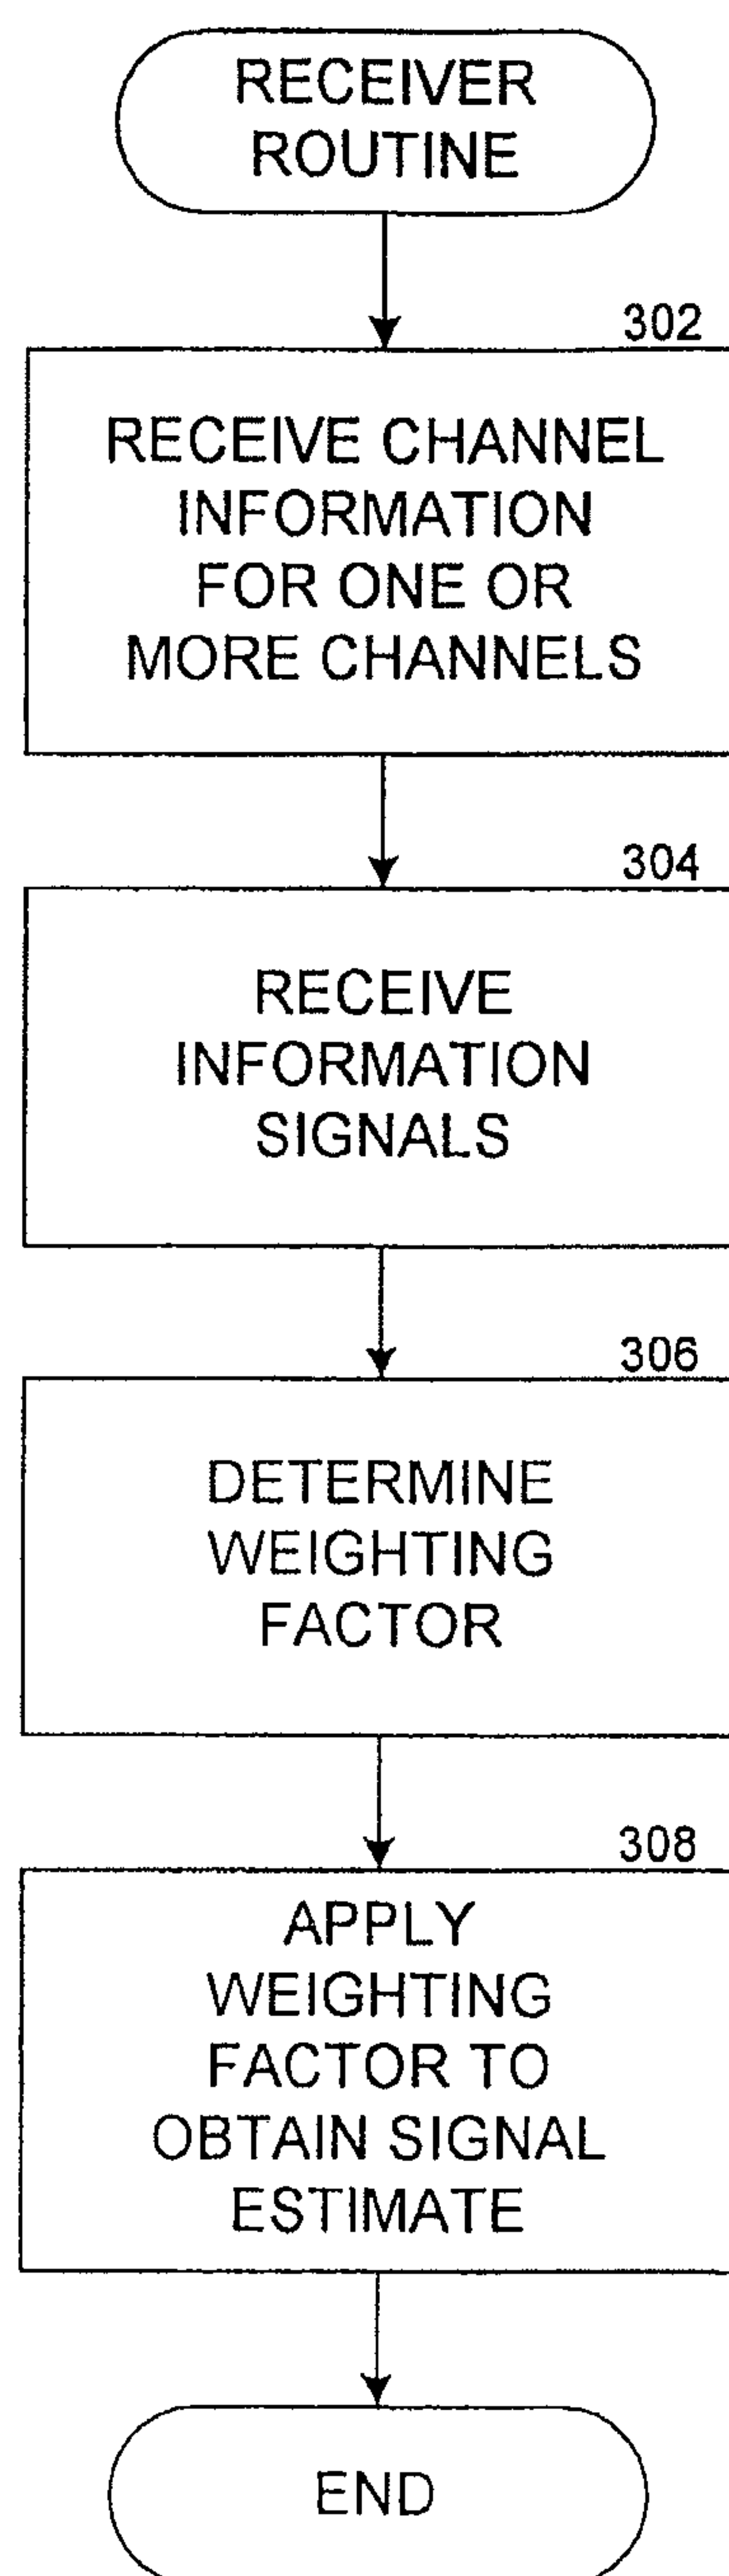 RECEIVER
ROUTINE
302
RECEIVE CHANNEL
INFORMATION
FOR ONE OR
MORE CHANNELS
304
RECEIVE
INFORMATION
SIGNALS
306
DETERMINE
WEIGHTING
FACTOR
308
APPLY
WEIGHTING
FACTOR TO
OBTAIN SIGNAL
ESTIMATE
END